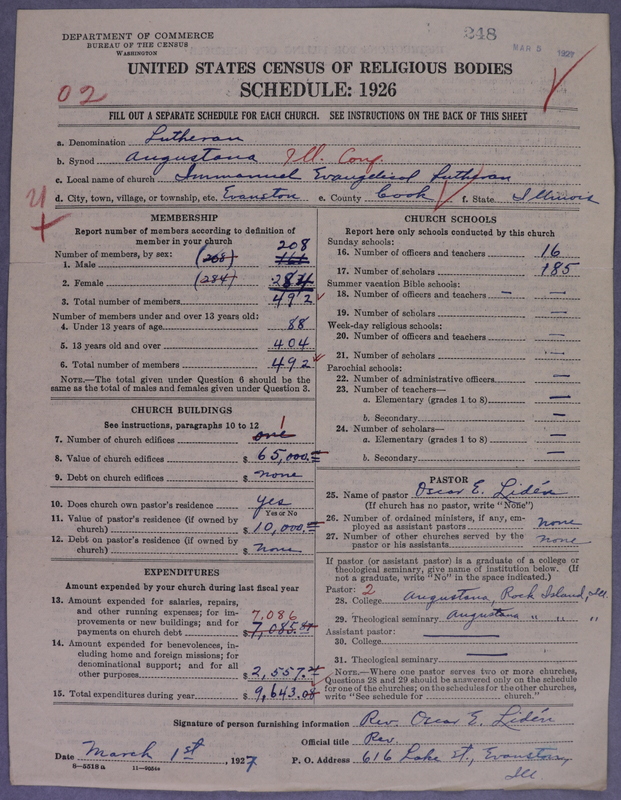 DEPARTMENT OF COMMERCE
BUREAU OF THE CENSUS
WASHINGTON
248
MAR 5 1927
UNITED STATES CENSUS OF RELIGIOUS BODIES
SCHEDULE: 1926
02
FILL OUT A SEPARATE SCHEDULE FOR EACH CHURCH. SEE INSTRUCTIONS ON THE BACK OF THIS SHEET
a. Denomination Lutheran
b. Synod Augustana Ill. Conf.
c. Local name of church Immanuel Evangelical Lutheran
d. City, town, village, or township, etc. Evanston e. County Cook f. State Illinois
MEMBERSHIP
Report number of members according to definition of
member in your church
Number of members, by sex: 208
1. Male (268)
2. Female (284) 284
3. Total number of members 492
Number of members under and over 13 years old:
4. Under 13 years of age 88
5. 13 years old and over 404
6. Total number of members 492
NOTE.—The total given under Question 6 should be the
same as the total of males and females given under Question 3.
CHURCH BUILDINGS
See instructions, paragraphs 10 to 12 1
7. Number of church edifices one
8. Value of church edifices $ 65,000.
9. Debt on church edifices $ none
10. Does church own pastor's residence yes
Yes or No
11. Value of pastor's residence (if owned by
church) $ 10,000.
12. Debt on pastor's residence (if owned by
church) $ none
EXPENDITURES
Amount expended by your church during last fiscal year
13. Amount expended for salaries, repairs,
and other running expenses; for im-
provements or new buildings; and for 7,086
payments on church debt $ 7,085.
14. Amount expended for benevolences, in-
cluding home and foreign missions; for
denominational support; and for all
other purposes $ 2,557.
15. Total expenditures during year $ 9,643.
CHURCH SCHOOLS
Report here only schools conducted by this church
Sunday schools:
16. Number of officers and teachers 16
17. Number of scholars 185
Summer vacation Bible schools:
18. Number of officers and teachers — —
19. Number of scholars —
Week-day religious schools:
20. Number of officers and teachers —
21. Number of scholars —
Parochial schools:
22. Number of administrative officers —
23. Number of teachers—
a. Elementary (grades 1 to 8) —
b. Secondary —
24. Number of scholars—
a. Elementary (grades 1 to 8) —
b. Secondary —
PASTOR
25. Name of pastor Oscar E. Lidén
(If church has no pastor, write "None")
26. Number of ordained ministers, if any, em-
ployed as assistant pastors none
27. Number of other churches served by the
pastor or his assistants none
If pastor (or assistant pastor) is a graduate of a college or
theological seminary, give name of institution below. (If
not a graduate, write "No" in the space indicated.)
Pastor: 2
28. College Augustana, Rock Island, Ill.
29. Theological seminary Augustana " " "
Assistant pastor:
30. College —
31. Theological seminary —
NOTE.—Where one pastor serves two or more churches,
Questions 28 and 29 should be answered only on the schedule
for one of the churches; on the schedules for the other churches,
write "See schedule for church."
Signature of person furnishing information Rev. Oscar E. Lidén
Official title Rev.
Date March 1st, 1927 P. O. Address 616 Lake St., Evanston,
Ill
8—5518a 11—9054a